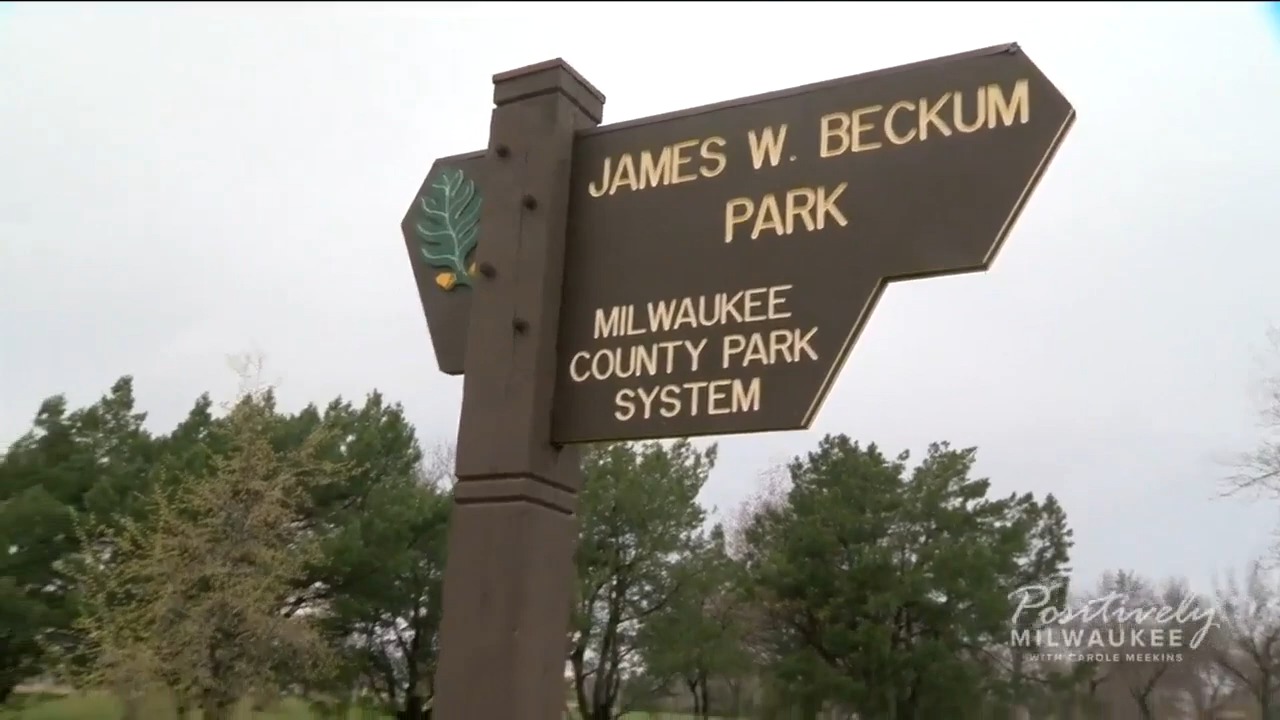 JAMES W. BECKUM
PARK
MILWAUKEE
COUNTY PARK
SYSTEM
Positively
MILWAUKEE
WITH CAROLE MEEKINS